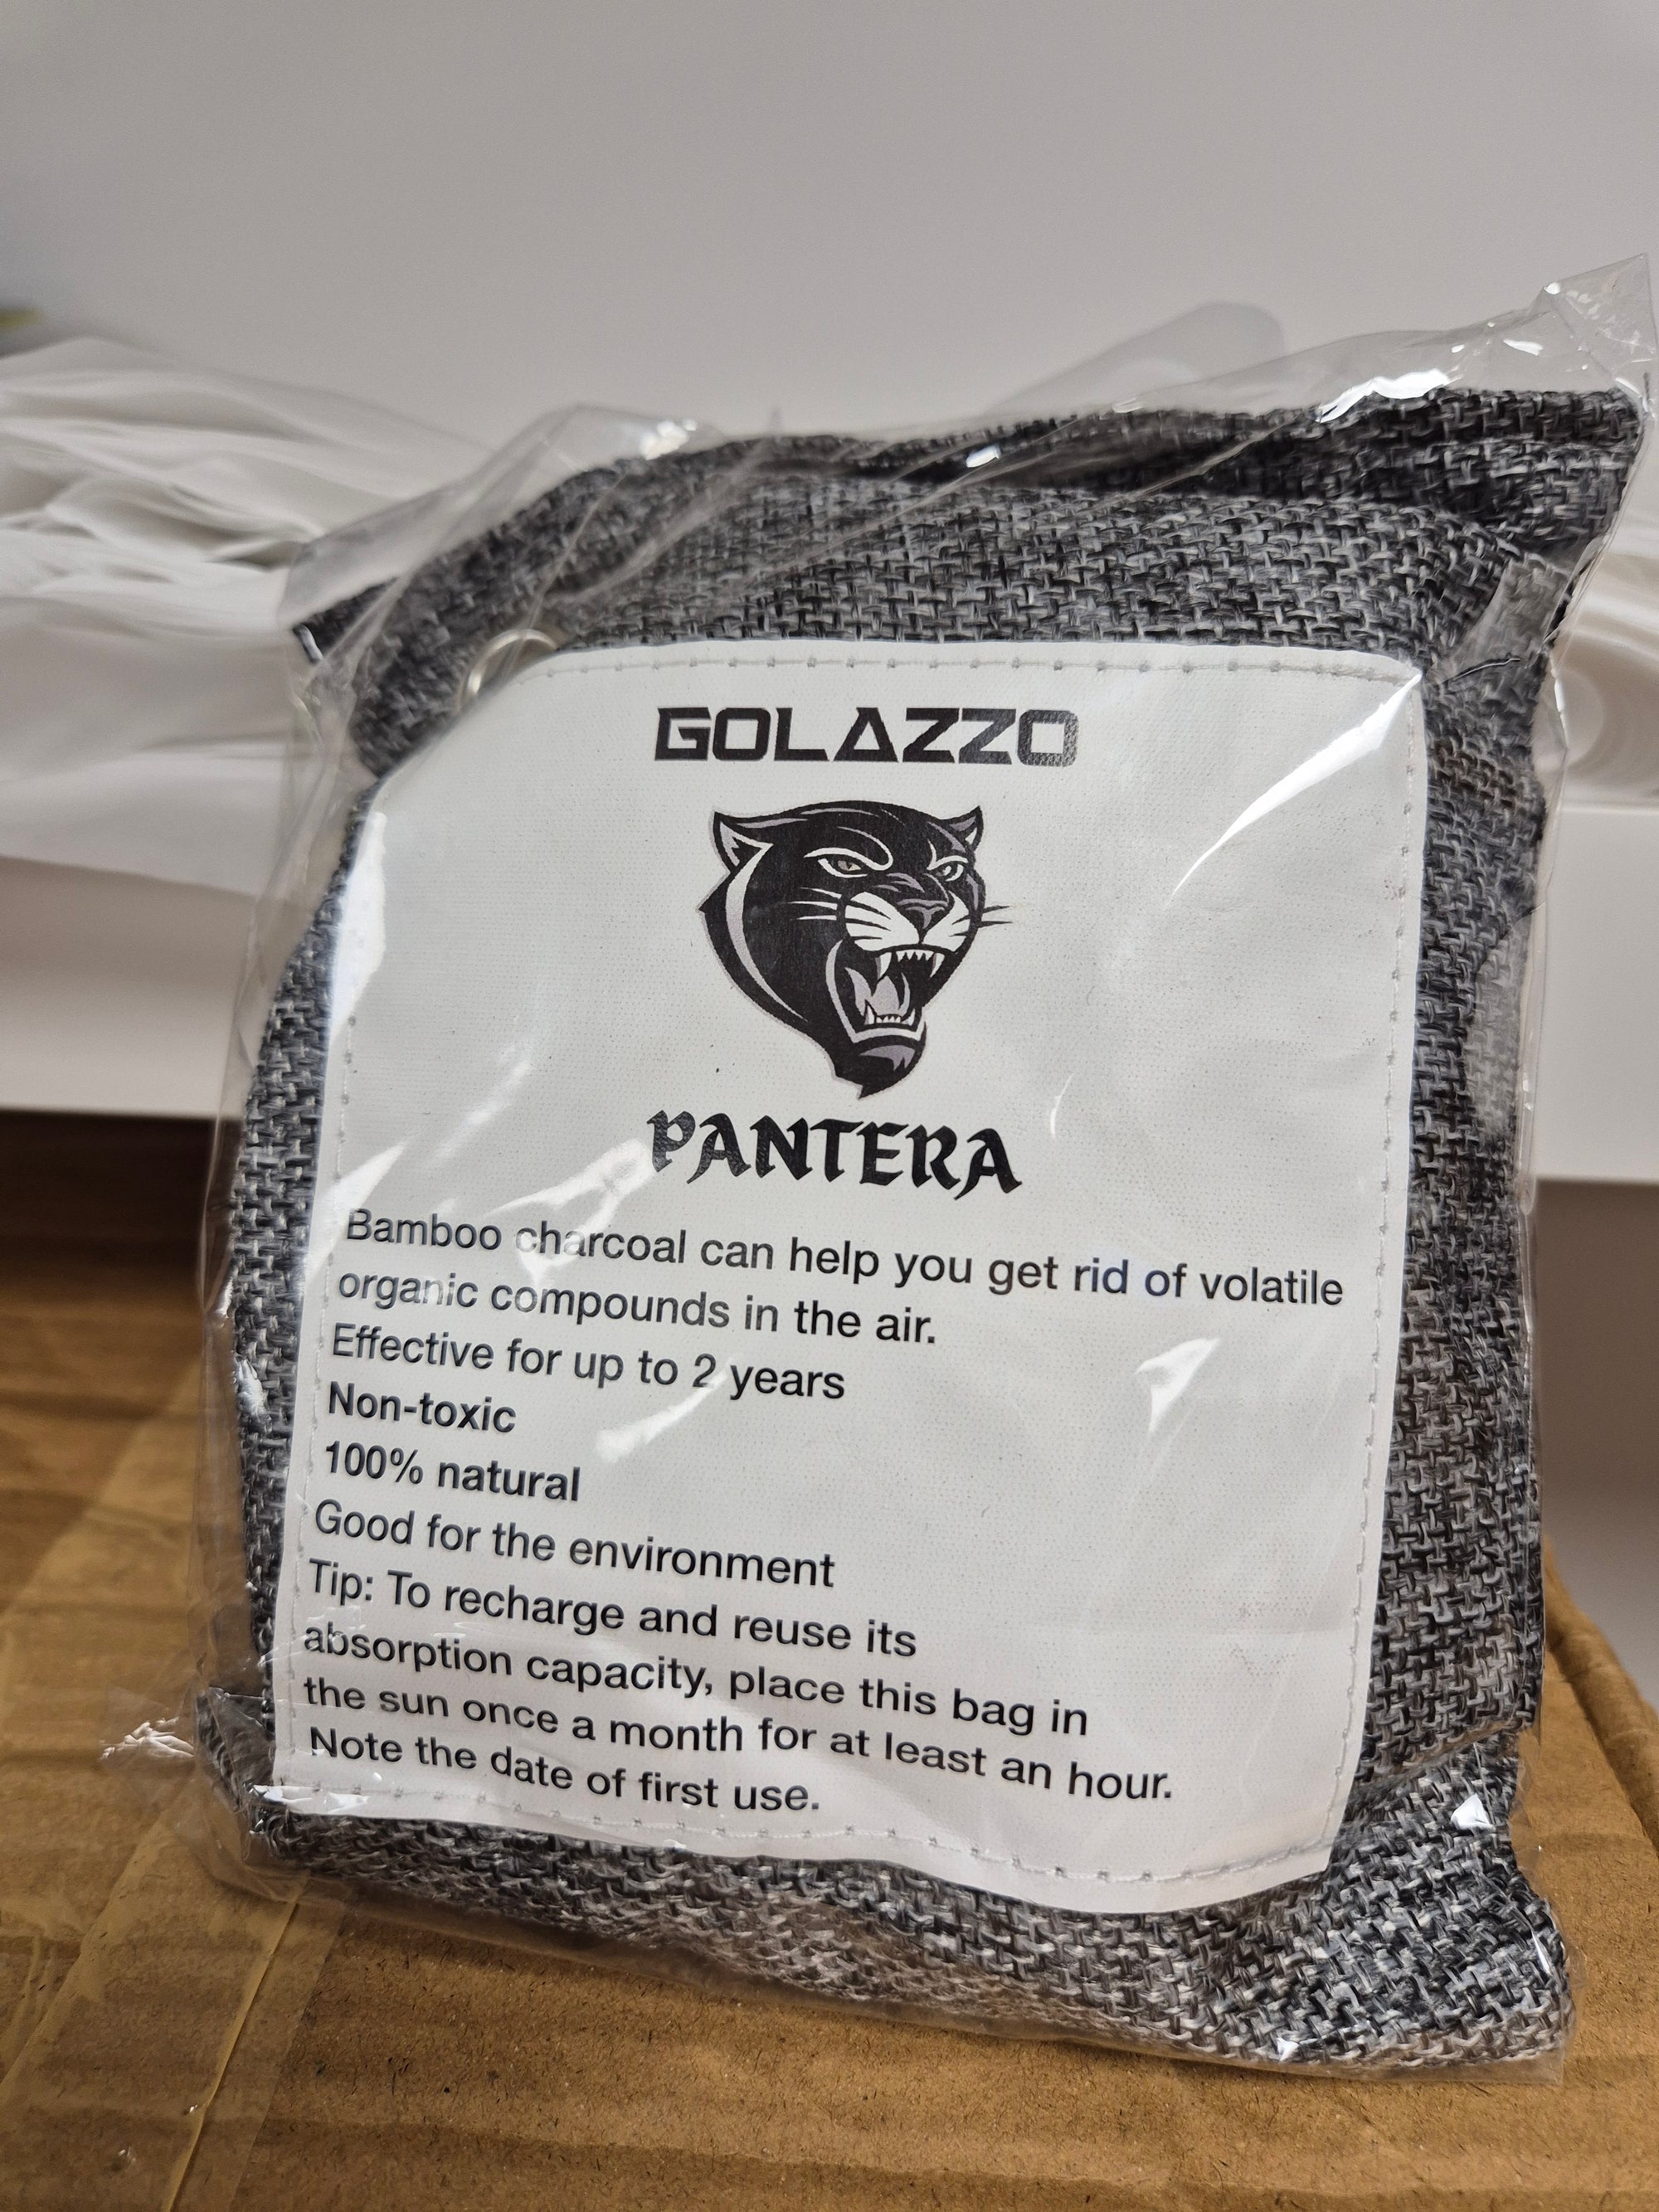 GOLAZZO
PANTERA
Bamboo charcoal can help you get rid of volatile
organic compounds in the air.
Effective for up to 2 years
Non-toxic
100% natural
Good for the environment
Tip: To recharge and reuse its
absorption capacity, place this bag in
the sun once a month for at least an hour.
Note the date of first use.